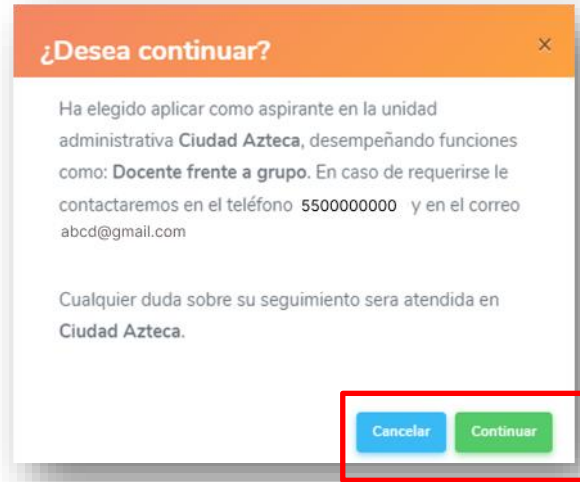 ¿Desea continuar?
×
Ha elegido aplicar como aspirante en la unidad
administrativa Ciudad Azteca, desempeñando funciones
como: Docente frente a grupo. En caso de requerirse le
contactaremos en el teléfono 5500000000 y en el correo
abcd@gmail.com
Cualquier duda sobre su seguimiento sera atendida en
Ciudad Azteca.
Cancelar Continuar